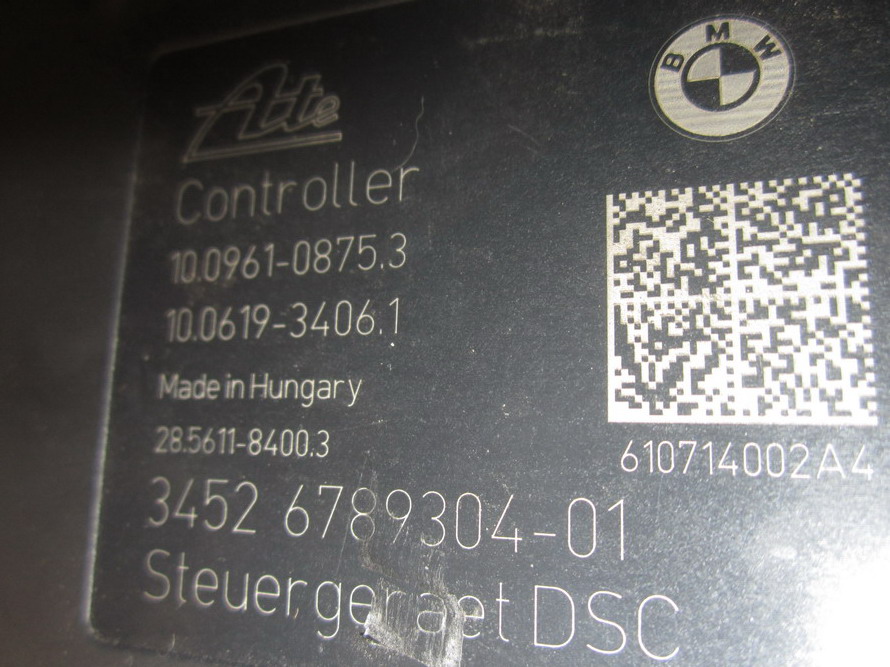 Ate
BMW
Controller
10.0961-0875.3
10.0619-3406.1
Made in Hungary
28.5611-8400.3
610714002A4
3452 6789304-01
Steuergeraet DSC